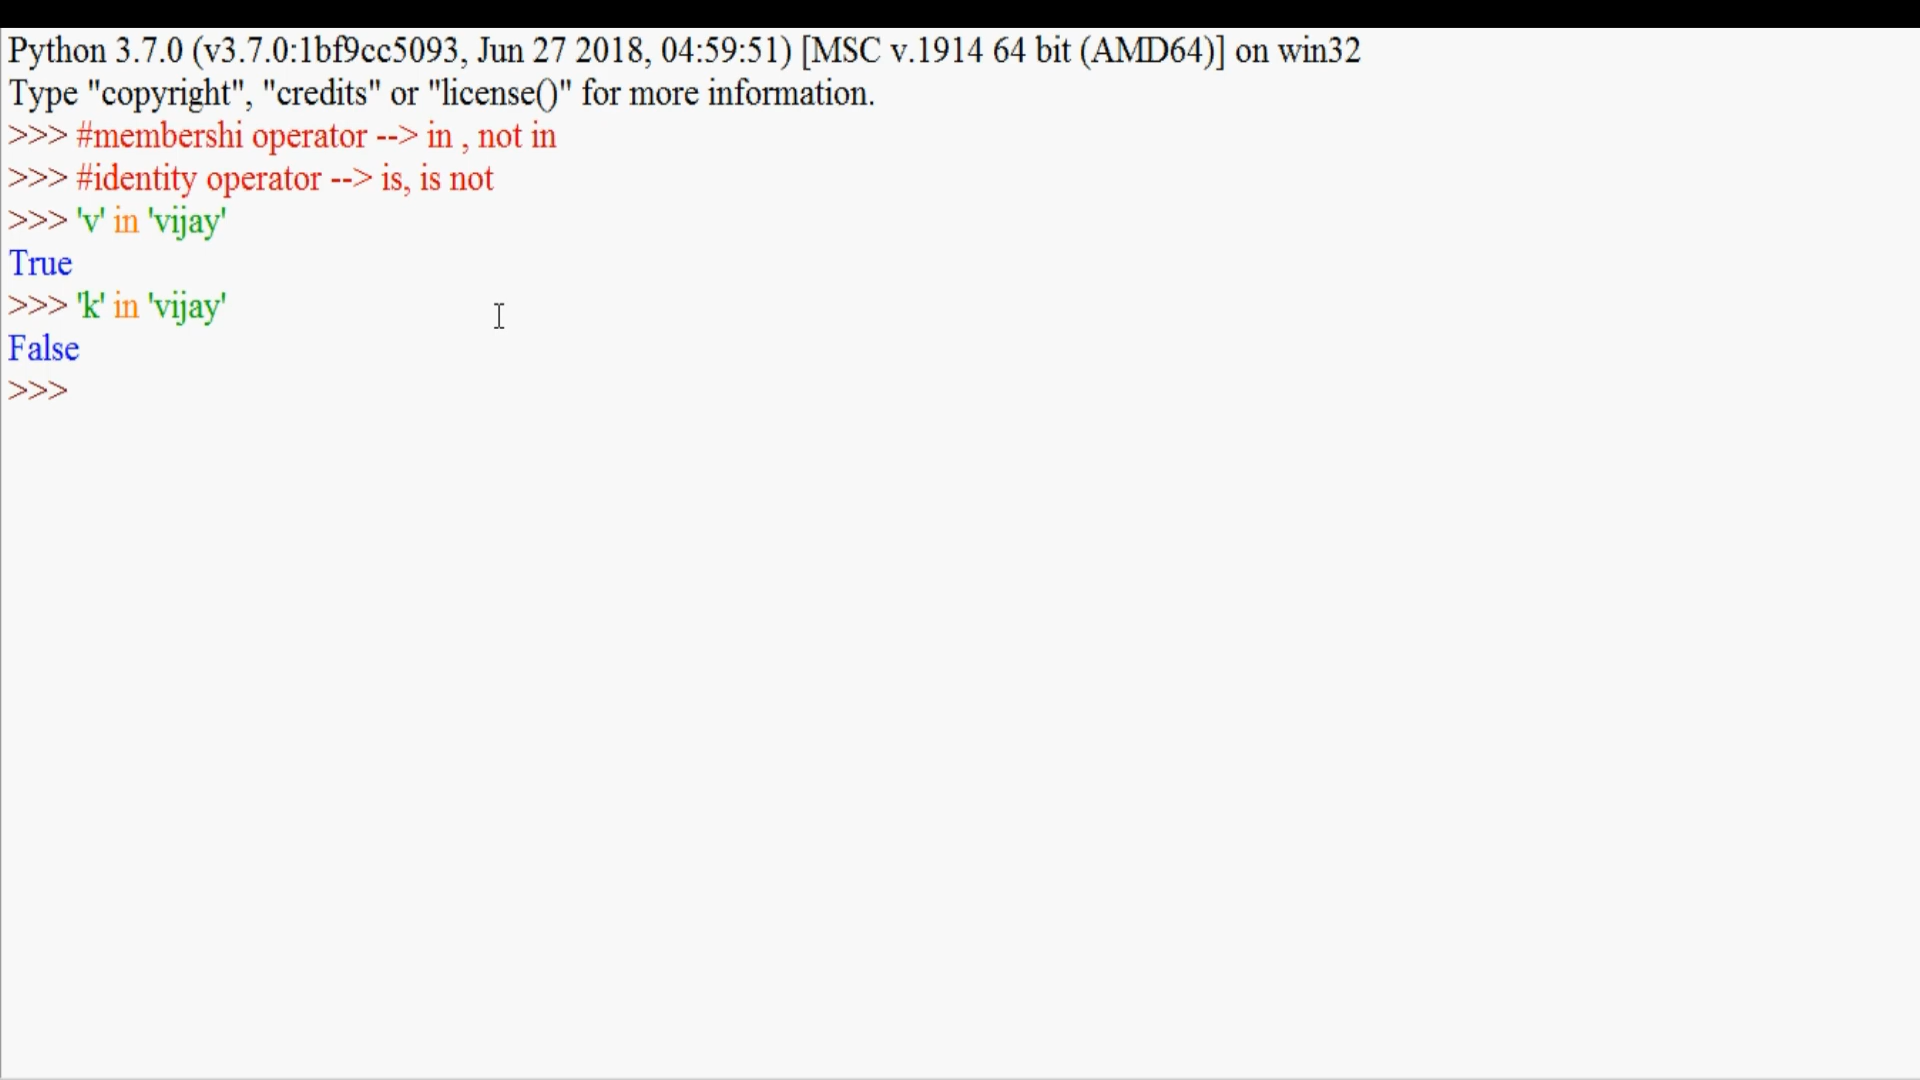 Python 3.7.0 (v3.7.0:1bf9cc5093, Jun 27 2018, 04:59:51) [MSC v.1914 64 bit (AMD64)] on win32
Type "copyright", "credits" or "license()" for more information.
>>> #membershi operator --> in , not in
>>> #identity operator --> is, is not
>>> 'v' in 'vijay'
True
>>> 'k' in 'vijay'
False
>>>